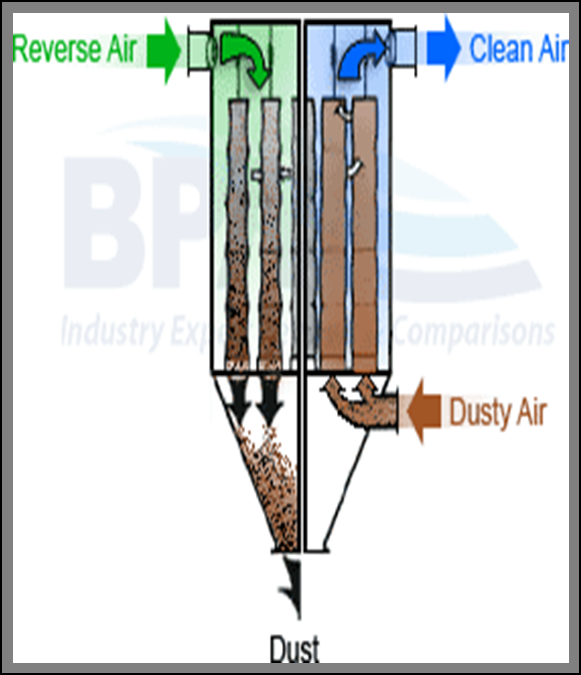 Reverse Air
Clean Air
BP
Industry Exp
Comparisons
Dusty Air
Dust